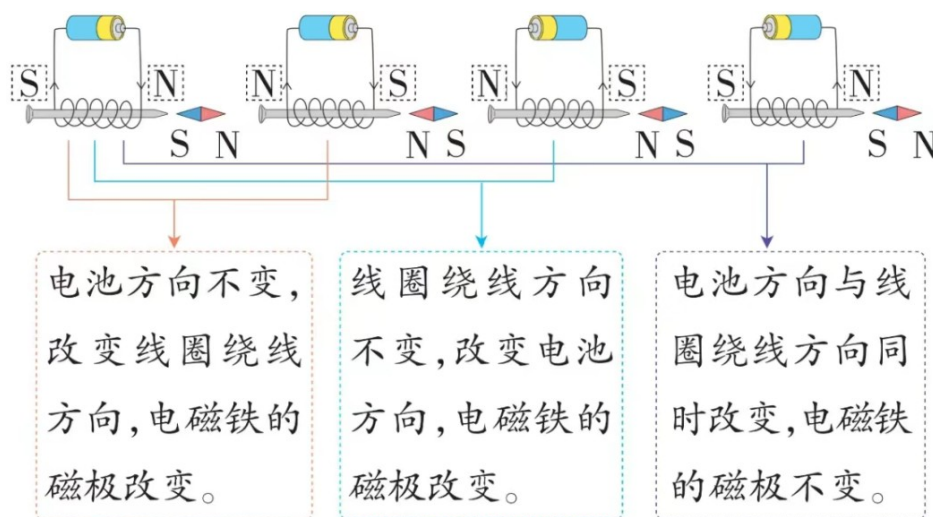 S N N S N S S N
S N N S N S S N
电池方向不变,
改变线圈绕线
方向,电磁铁的
磁极改变。
线圈绕线方向
不变,改变电池
方向,电磁铁的
磁极改变。
电池方向与线
圈绕线方向同
时改变,电磁铁
的磁极不变。